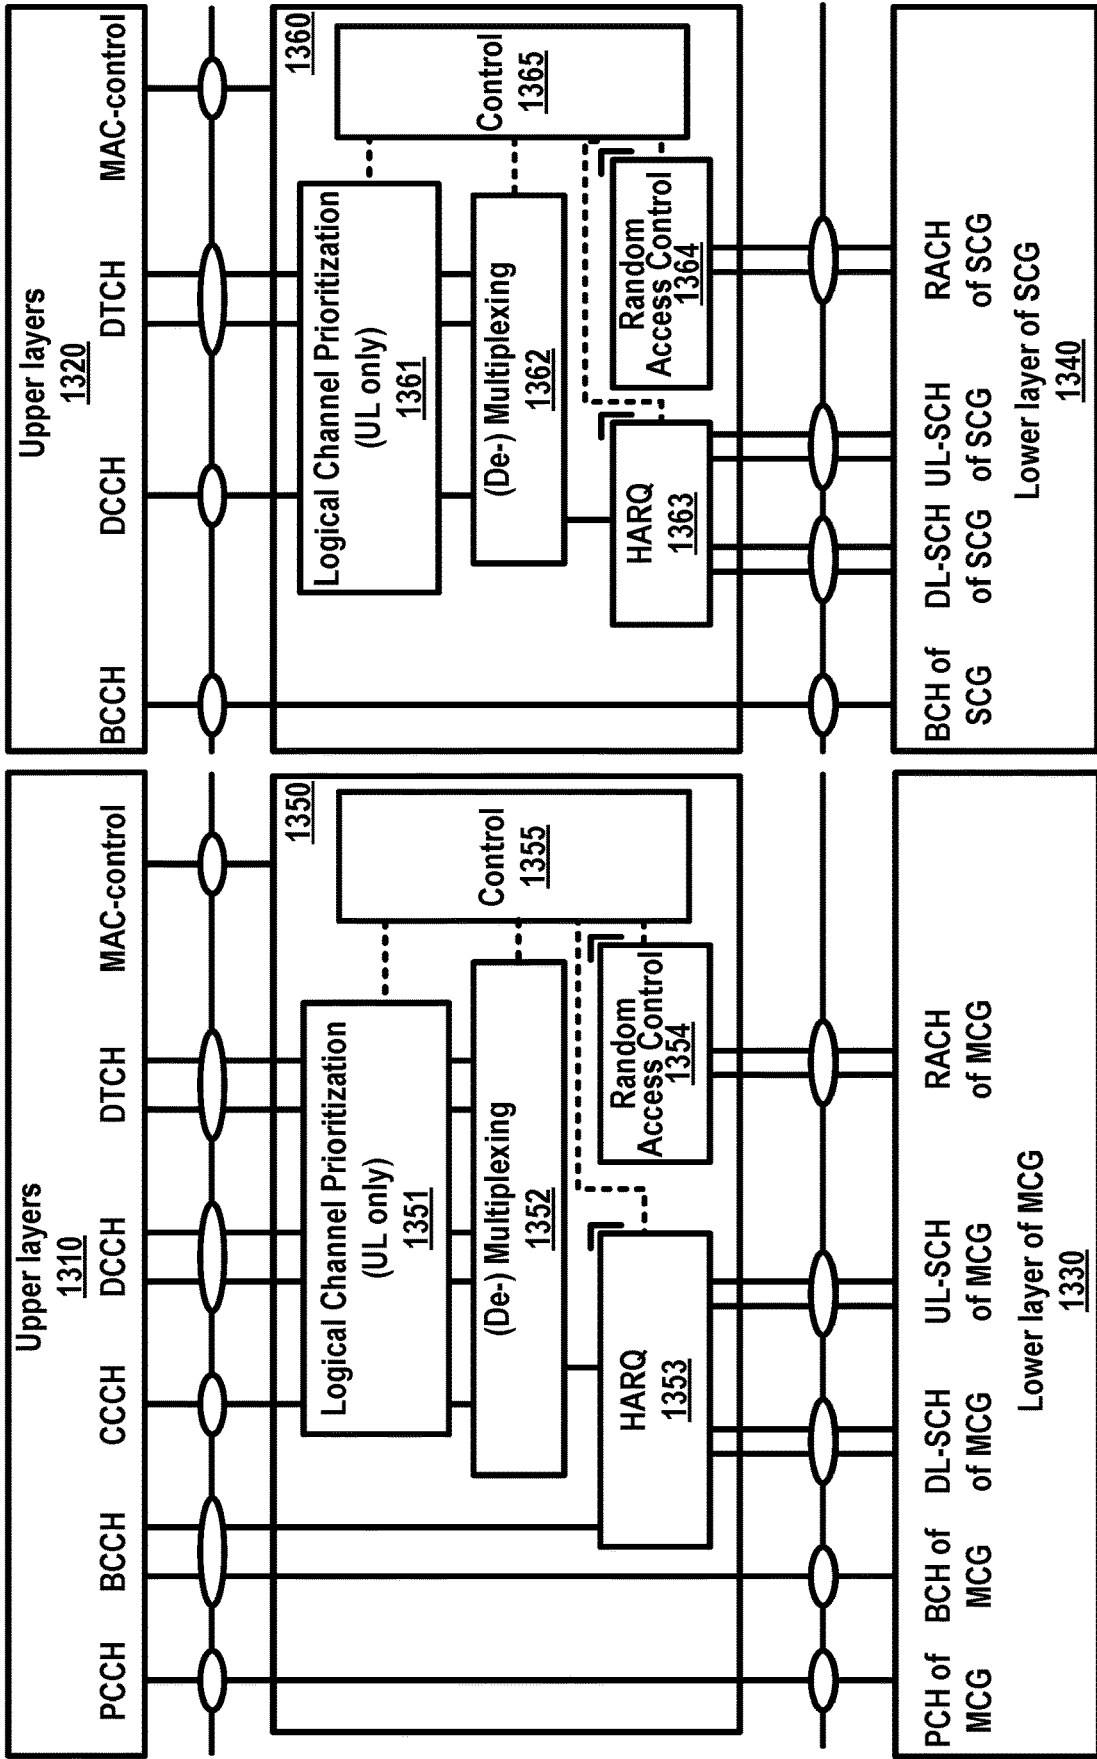 Upper layers
1310
PCCH
BCCH
CCCH
DCCH
DTCH
MAC-control
1350
Logical Channel Prioritization
(UL only)
1351
(De-) Multiplexing
1352
HARQ
1353
Random
Access Control
1354
Control
1355
PCH of
MCG
BCH of
MCG
DL-SCH
of MCG
UL-SCH
of MCG
RACH
of MCG
Lower layer of MCG
1330
Upper layers
1320
BCCH
DCCH
DTCH
MAC-control
1360
Logical Channel Prioritization
(UL only)
1361
(De-) Multiplexing
1362
HARQ
1363
Random
Access Control
1364
Control
1365
BCH of
SCG
DL-SCH
of SCG
UL-SCH
of SCG
RACH
of SCG
Lower layer of SCG
1340